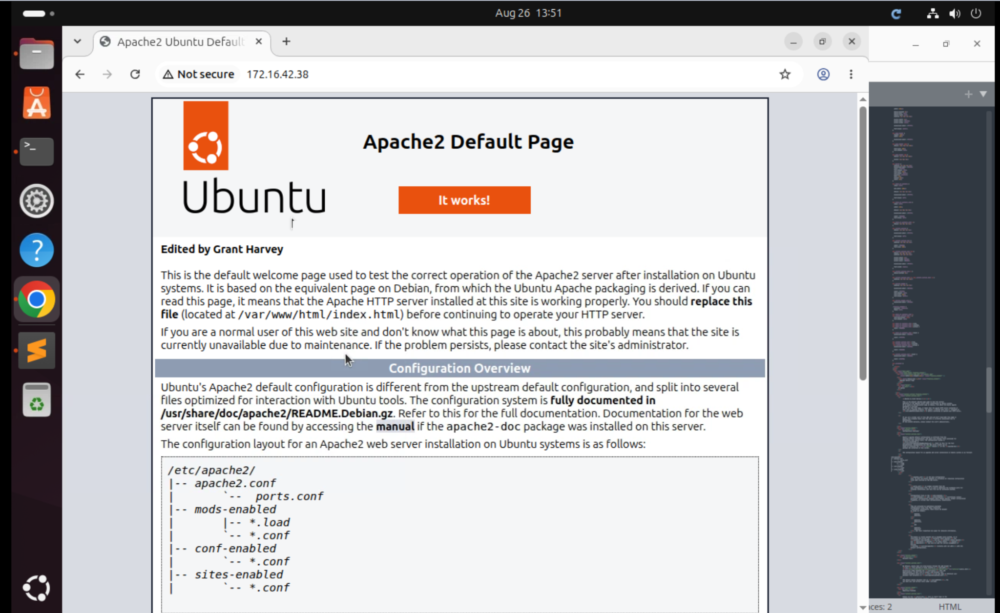 Aug 26 13:51
Apache2 Ubuntu Default
Not secure 172.16.42.38
Apache2 Default Page
Ubuntu
It works!
Edited by Grant Harvey
This is the default welcome page used to test the correct operation of the Apache2 server after installation on Ubuntu
systems. It is based on the equivalent page on Debian, from which the Ubuntu Apache packaging is derived. If you can
read this page, it means that the Apache HTTP server installed at this site is working properly. You should replace this
file (located at /var/www/html/index.html) before continuing to operate your HTTP server.
If you are a normal user of this web site and don't know what this page is about, this probably means that the site is
currently unavailable due to maintenance. If the problem persists, please contact the site's administrator.
Configuration Overview
Ubuntu's Apache2 default configuration is different from the upstream default configuration, and split into several
files optimized for interaction with Ubuntu tools. The configuration system is fully documented in
/usr/share/doc/apache2/README.Debian.gz. Refer to this for the full documentation. Documentation for the web
server itself can be found by accessing the manual if the apache2-doc package was installed on this server.
The configuration layout for an Apache2 web server installation on Ubuntu systems is as follows:
/etc/apache2/
|-- apache2.conf
|       `--  ports.conf
|-- mods-enabled
|       |-- *.load
|       `-- *.conf
|-- conf-enabled
|       `-- *.conf
|-- sites-enabled
|       `-- *.conf
aces: 2 HTML